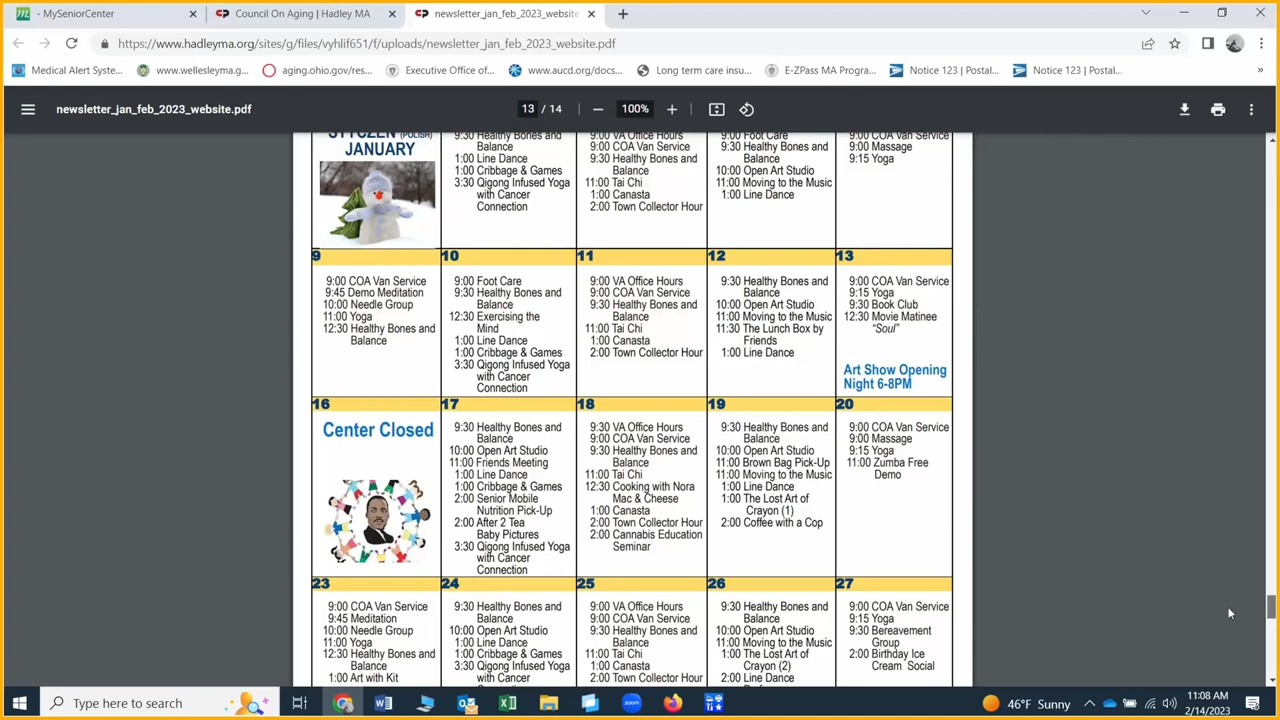 - MySeniorCenter
Council On Aging | Hadley MA
newsletter_jan_feb_2023_website.
https://www.hadleyma.org/sites/g/files/vyhlif651/f/uploads/newsletter_jan_feb_2023_website.pdf
Medical Alert Syste...
www.wellesleyma.g...
aging.ohio.gov/res...
Executive Office of...
www.aucd.org/docs...
Long term care insu...
E-ZPass MA Progra...
Notice 123 | Postal...
Notice 123 | Postal...
»
newsletter_jan_feb_2023_website.pdf
13 / 14
100%
STYCZEŃ (POLISH)
JANUARY
9:30 Healthy Bones and
Balance
1:00 Line Dance
1:00 Cribbage & Games
3:30 Qigong Infused Yoga
with Cancer
Connection
9:00 VA Office Hours
9:00 COA Van Service
9:30 Healthy Bones and
Balance
11:00 Tai Chi
1:00 Canasta
2:00 Town Collector Hour
9:00 Foot Care
9:30 Healthy Bones and
Balance
10:00 Open Art Studio
11:00 Moving to the Music
1:00 Line Dance
9:00 COA Van Service
9:00 Massage
9:15 Yoga
9
9:00 COA Van Service
9:45 Demo Meditation
10:00 Needle Group
11:00 Yoga
12:30 Healthy Bones and
Balance
10
9:00 Foot Care
9:30 Healthy Bones and
Balance
12:30 Exercising the
Mind
1:00 Line Dance
1:00 Cribbage & Games
3:30 Qigong Infused Yoga
with Cancer
Connection
11
9:00 VA Office Hours
9:00 COA Van Service
9:30 Healthy Bones and
Balance
11:00 Tai Chi
1:00 Canasta
2:00 Town Collector Hour
12
9:30 Healthy Bones and
Balance
10:00 Open Art Studio
11:00 Moving to the Music
11:30 The Lunch Box by
Friends
1:00 Line Dance
13
9:00 COA Van Service
9:15 Yoga
9:30 Book Club
12:30 Movie Matinee
"Soul"
Art Show Opening
Night 6-8PM
16
Center Closed
17
9:30 Healthy Bones and
Balance
10:00 Open Art Studio
11:00 Friends Meeting
1:00 Line Dance
1:00 Cribbage & Games
2:00 Senior Mobile
Nutrition Pick-Up
2:00 After 2 Tea
Baby Pictures
3:30 Qigong Infused Yoga
with Cancer
Connection
18
9:30 VA Office Hours
9:00 COA Van Service
9:30 Healthy Bones and
Balance
11:00 Tai Chi
12:30 Cooking with Nora
Mac & Cheese
1:00 Canasta
2:00 Town Collector Hour
2:00 Cannabis Education
Seminar
19
9:30 Healthy Bones and
Balance
10:00 Open Art Studio
11:00 Brown Bag Pick-Up
11:00 Moving to the Music
1:00 Line Dance
1:00 The Lost Art of
Crayon (1)
2:00 Coffee with a Cop
20
9:00 COA Van Service
9:00 Massage
9:15 Yoga
11:00 Zumba Free
Demo
23
9:00 COA Van Service
9:45 Meditation
10:00 Needle Group
11:00 Yoga
12:30 Healthy Bones and
Balance
1:00 Art with Kit
24
9:30 Healthy Bones and
Balance
10:00 Open Art Studio
1:00 Line Dance
1:00 Cribbage & Games
3:30 Qigong Infused Yoga
with Cancer
25
9:00 VA Office Hours
9:00 COA Van Service
9:30 Healthy Bones and
Balance
11:00 Tai Chi
1:00 Canasta
2:00 Town Collector Hour
26
9:30 Healthy Bones and
Balance
10:00 Open Art Studio
11:00 Moving to the Music
1:00 The Lost Art of
Crayon (2)
2:00 Line Dance
27
9:00 COA Van Service
9:15 Yoga
9:30 Bereavement
Group
2:00 Birthday Ice
Cream Social
Type here to search
zoom
46°F Sunny
11:08 AM
2/14/2023